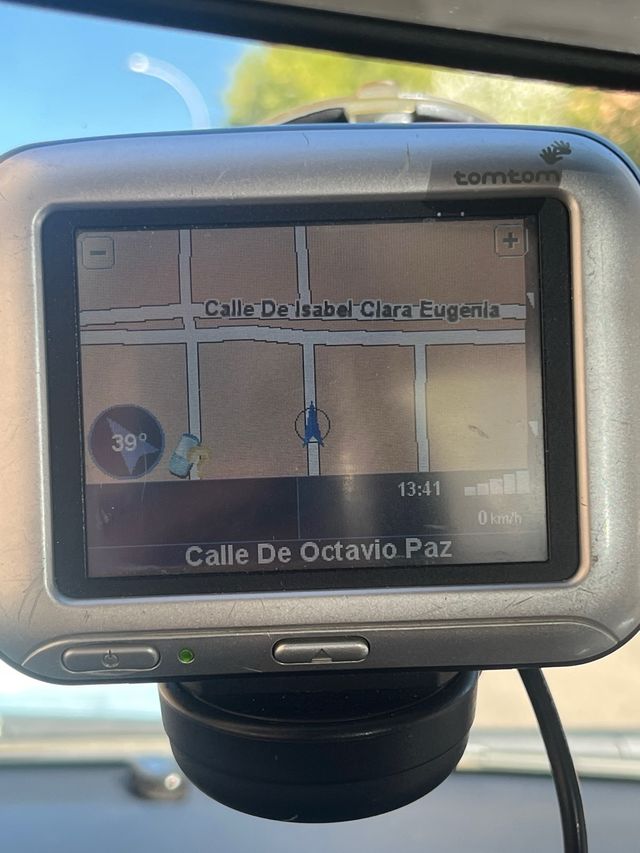 tomtom
Calle De Isabel Clara Eugenia
39°
13:41
0 km/h
Calle De Octavio Paz